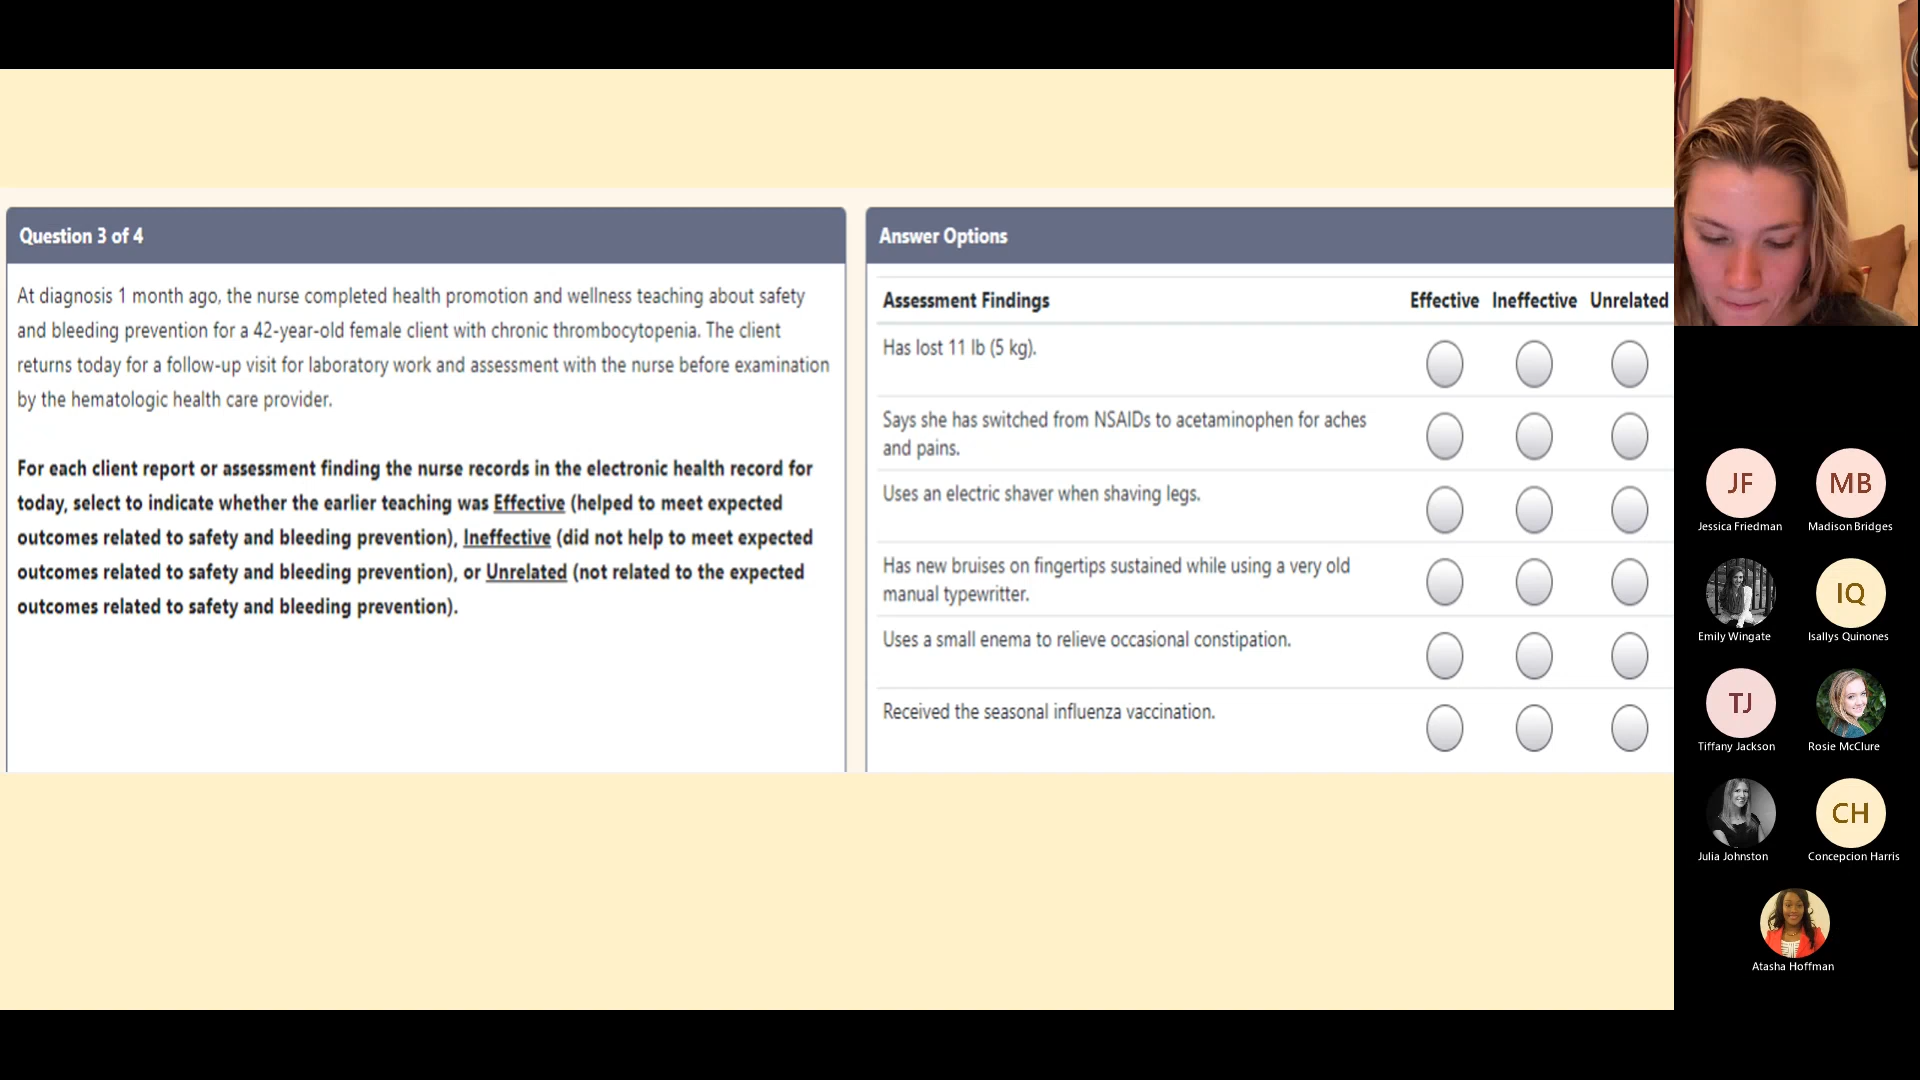 Question 3 of 4
At diagnosis 1 month ago, the nurse completed health promotion and wellness teaching about safety
and bleeding prevention for a 42-year-old female client with chronic thrombocytopenia. The client
returns today for a follow-up visit for laboratory work and assessment with the nurse before examination
by the hematologic health care provider.
For each client report or assessment finding the nurse records in the electronic health record for
today, select to indicate whether the earlier teaching was Effective (helped to meet expected
outcomes related to safety and bleeding prevention), Ineffective (did not help to meet expected
outcomes related to safety and bleeding prevention), or Unrelated (not related to the expected
outcomes related to safety and bleeding prevention).
Answer Options
Assessment Findings Effective Ineffective Unrelated
Has lost 11 lb (5 kg).
Says she has switched from NSAIDs to acetaminophen for aches
and pains.
Uses an electric shaver when shaving legs.
Has new bruises on fingertips sustained while using a very old
manual typewritter.
Uses a small enema to relieve occasional constipation.
Received the seasonal influenza vaccination.
JF MB
Jessica Friedman Madison Bridges
IQ
Emily Wingate Isallys Quinones
TJ
Tiffany Jackson Rosie McClure
CH
Julia Johnston Concepcion Harris
Atasha Hoffman